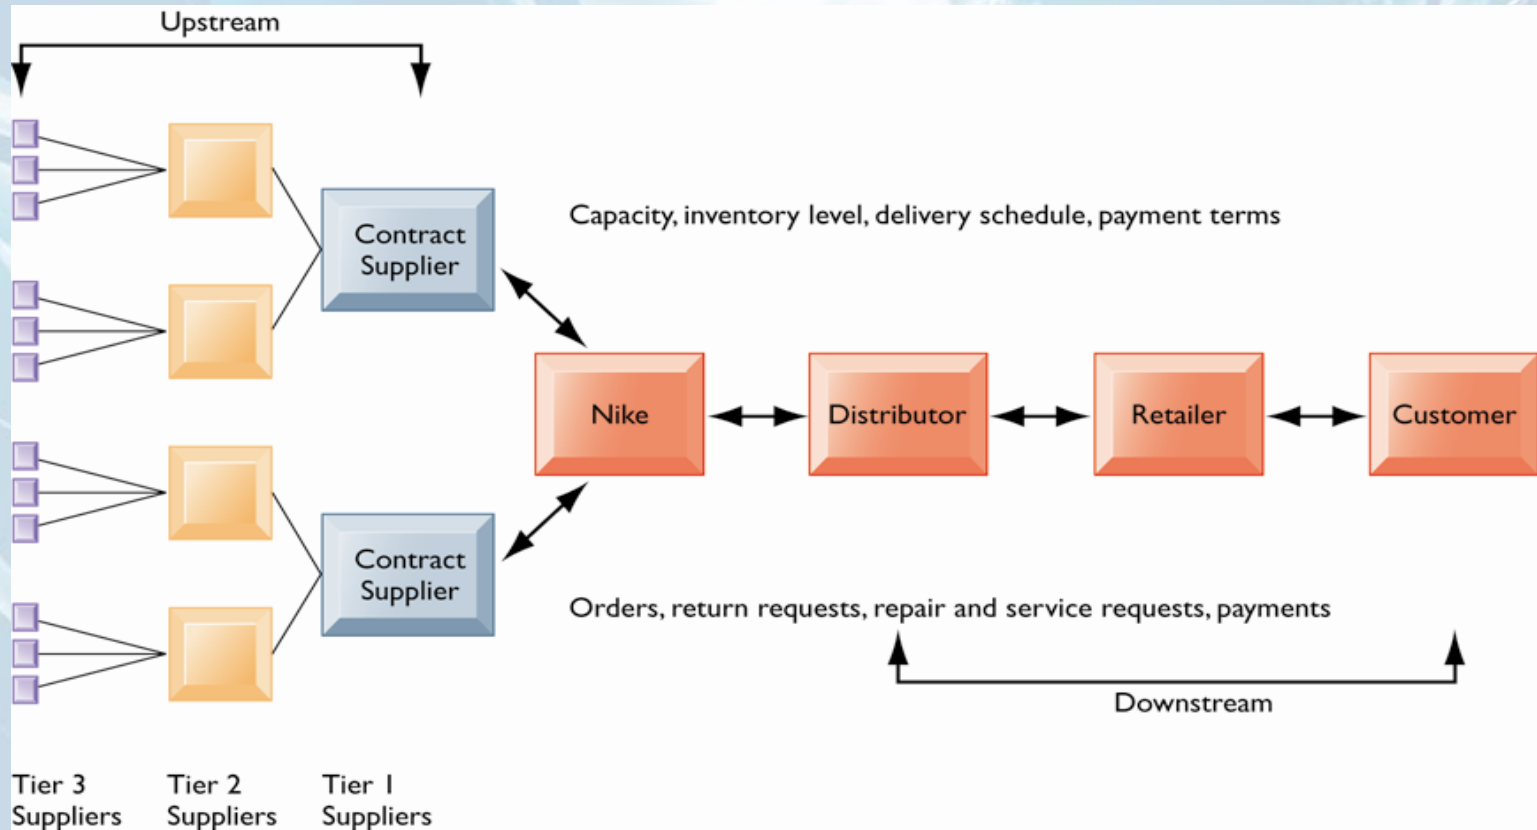 Upstream
Contract
Supplier
Capacity, inventory level, delivery schedule, payment terms
Nike
Distributor
Retailer
Customer
Contract
Supplier
Orders, return requests, repair and service requests, payments
Downstream
Tier 3
Suppliers
Tier 2
Suppliers
Tier 1
Suppliers